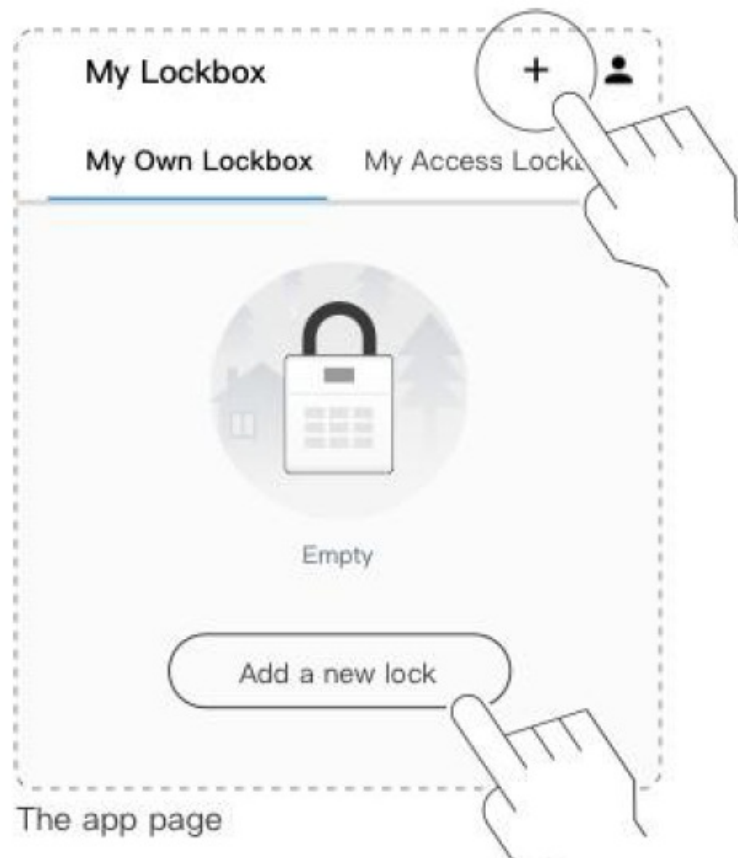 My Lockbox +
My Own Lockbox My Access
Empty
Add a new lock
The app page